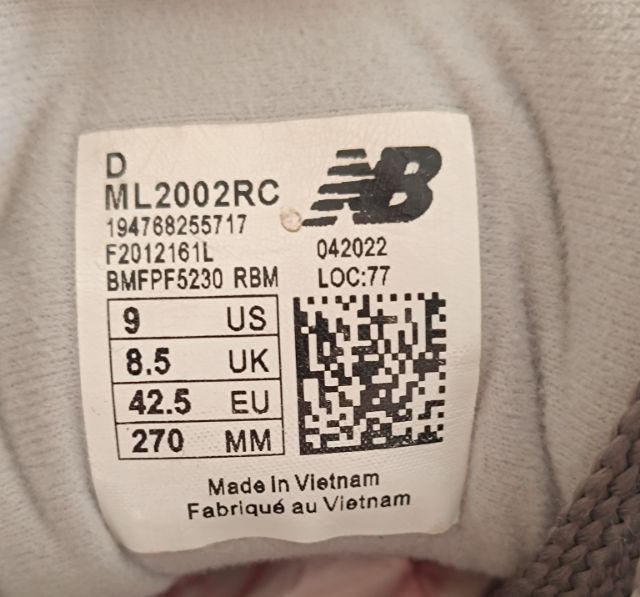 D
ML2002RC
194768255717
F2012161L
BMFPF5230 RBM
NB
042022
LOC:77
9 US
8.5 UK
42.5 EU
270 MM
Made in Vietnam
Fabriqué au Vietnam